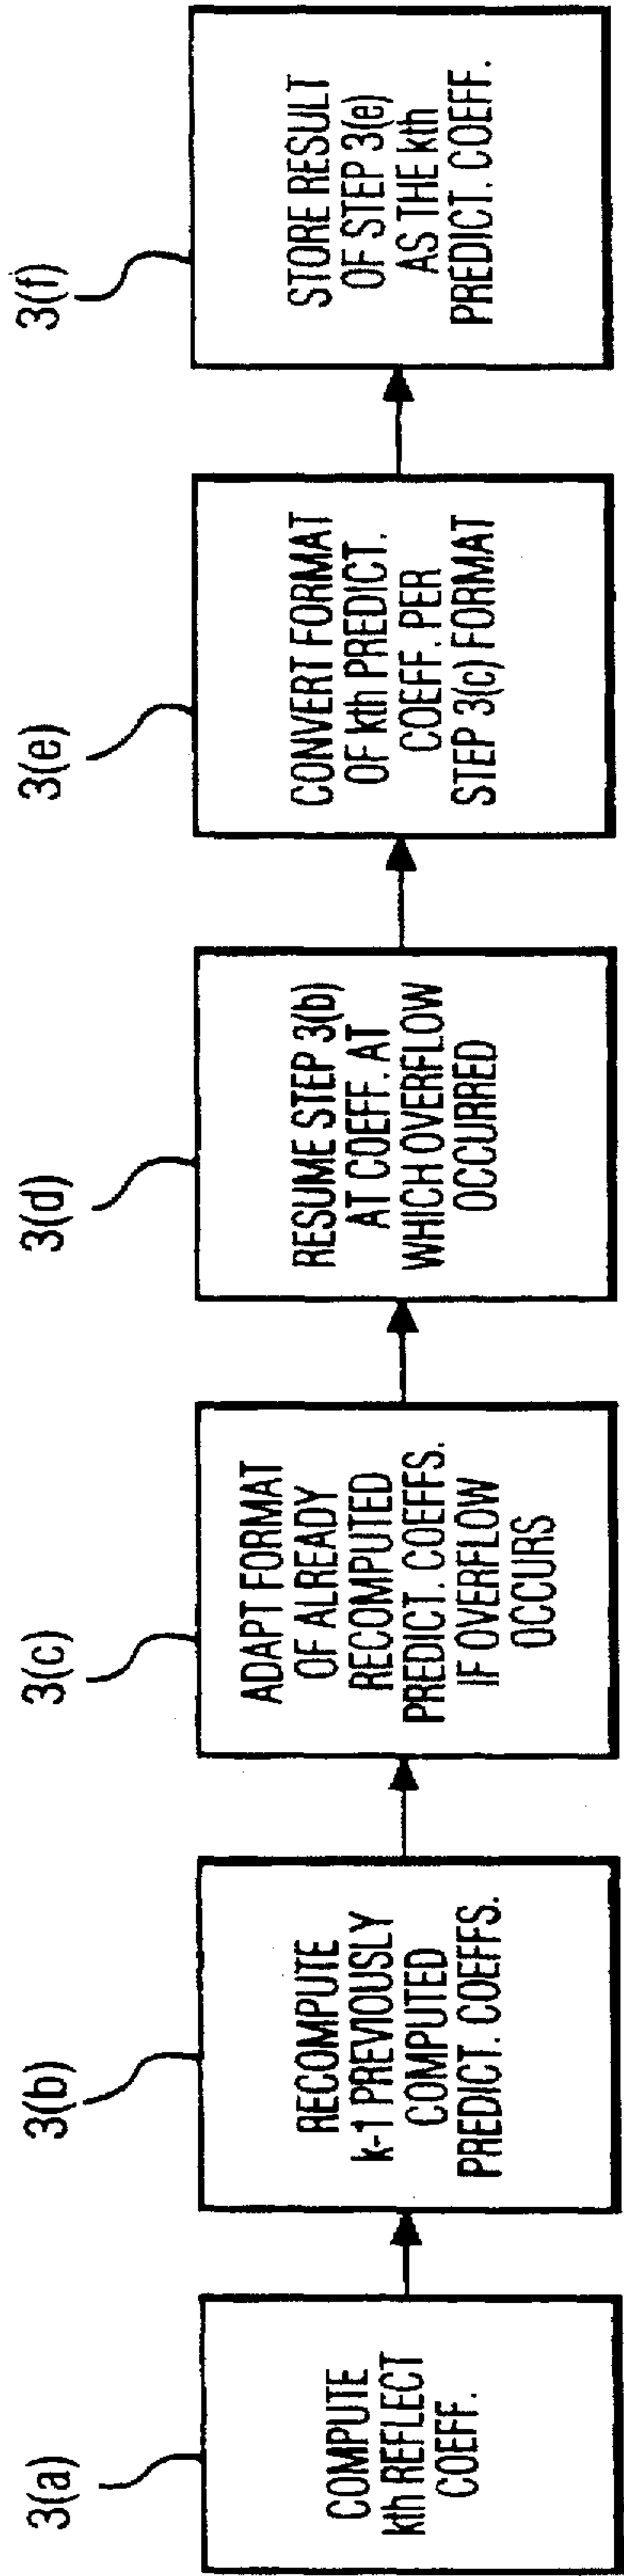 3(a)
COMPUTE
kth REFLECT
COEFF.
3(b)
RECOMPUTE
k-1 PREVIOUSLY
COMPUTED
PREDICT. COEFFS.
3(c)
ADAPT FORMAT
OF ALREADY
RECOMPUTED
PREDICT. COEFFS.
IF OVERFLOW
OCCURS
3(d)
RESUME STEP 3(b)
AT COEFF. AT
WHICH OVERFLOW
OCCURRED
3(e)
CONVERT FORMAT
OF kth PREDICT.
COEFF. PER
STEP 3(c) FORMAT
3(f)
STORE RESULT
OF STEP 3(e)
AS THE kth
PREDICT. COEFF.